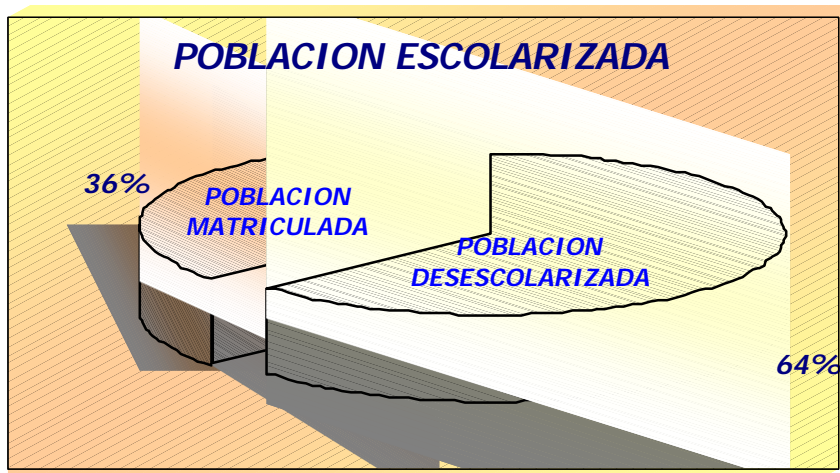 POBLACION ESCOLARIZADA
36%
POBLACION
MATRICULADA
POBLACION
DESESCOLARIZADA
64%